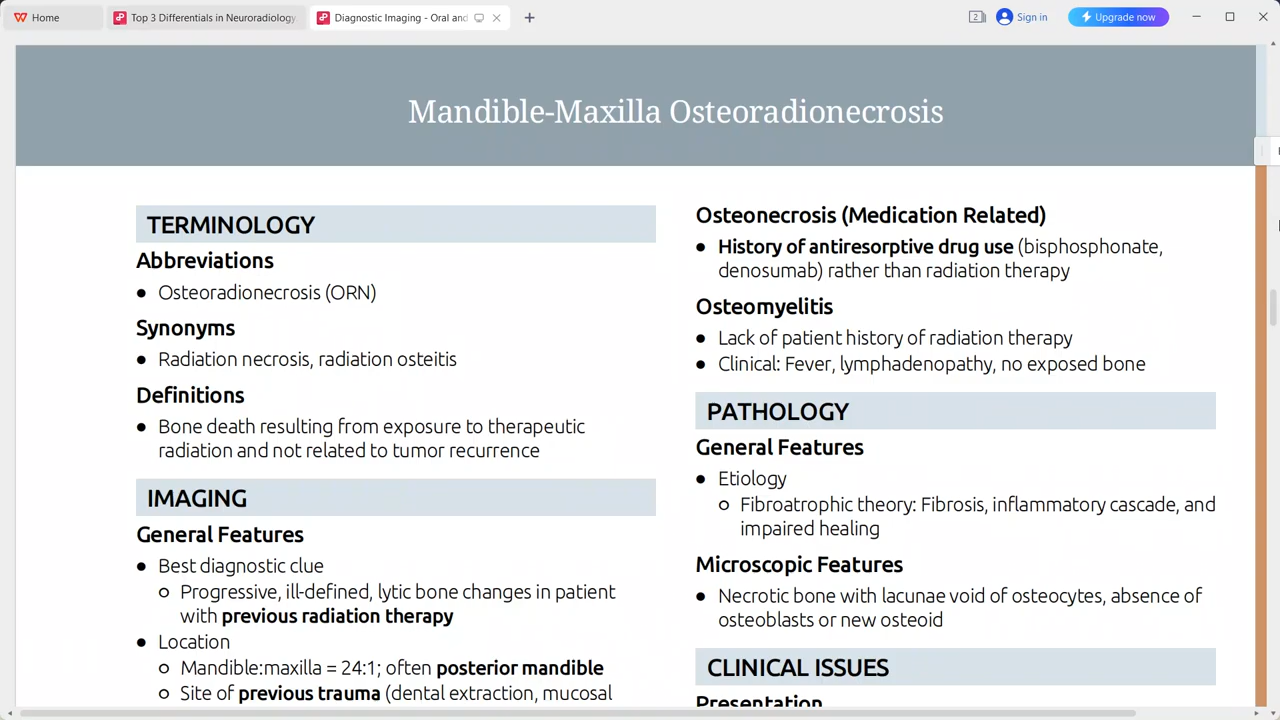 Home
Top 3 Differentials in Neuroradiology
Diagnostic Imaging - Oral and
2
Sign in
Upgrade now
Mandible-Maxilla Osteoradionecrosis
TERMINOLOGY
Abbreviations
● Osteoradionecrosis (ORN)
Synonyms
● Radiation necrosis, radiation osteitis
Definitions
● Bone death resulting from exposure to therapeutic
radiation and not related to tumor recurrence
IMAGING
General Features
● Best diagnostic clue
○ Progressive, ill-defined, lytic bone changes in patient
with previous radiation therapy
● Location
○ Mandible:maxilla = 24:1; often posterior mandible
○ Site of previous trauma (dental extraction, mucosal
Osteonecrosis (Medication Related)
● History of antiresorptive drug use (bisphosphonate,
denosumab) rather than radiation therapy
Osteomyelitis
● Lack of patient history of radiation therapy
● Clinical: Fever, lymphadenopathy, no exposed bone
PATHOLOGY
General Features
● Etiology
○ Fibroatrophic theory: Fibrosis, inflammatory cascade, and
impaired healing
Microscopic Features
● Necrotic bone with lacunae void of osteocytes, absence of
osteoblasts or new osteoid
CLINICAL ISSUES
Presentation